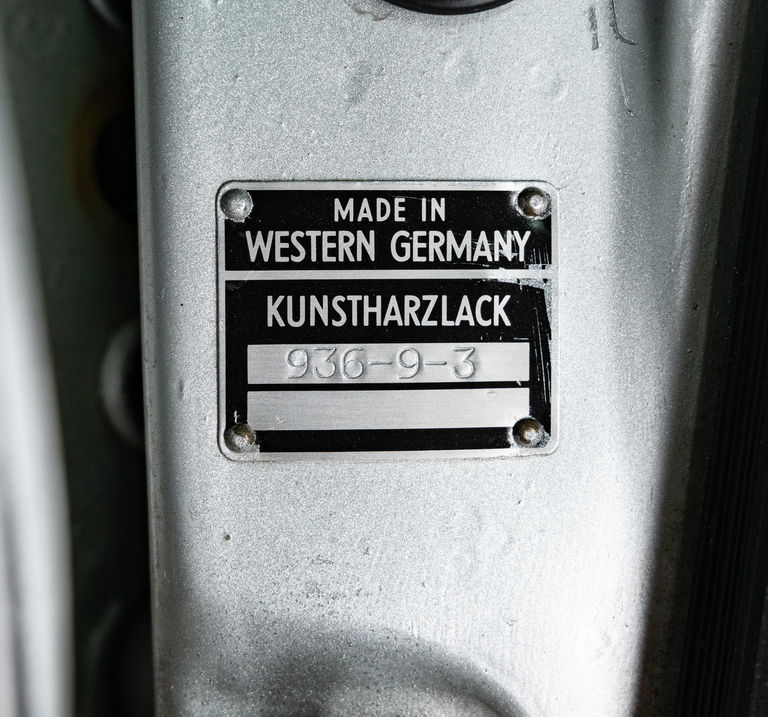 MADE IN
WESTERN GERMANY
KUNSTHARZLACK
936-9-3